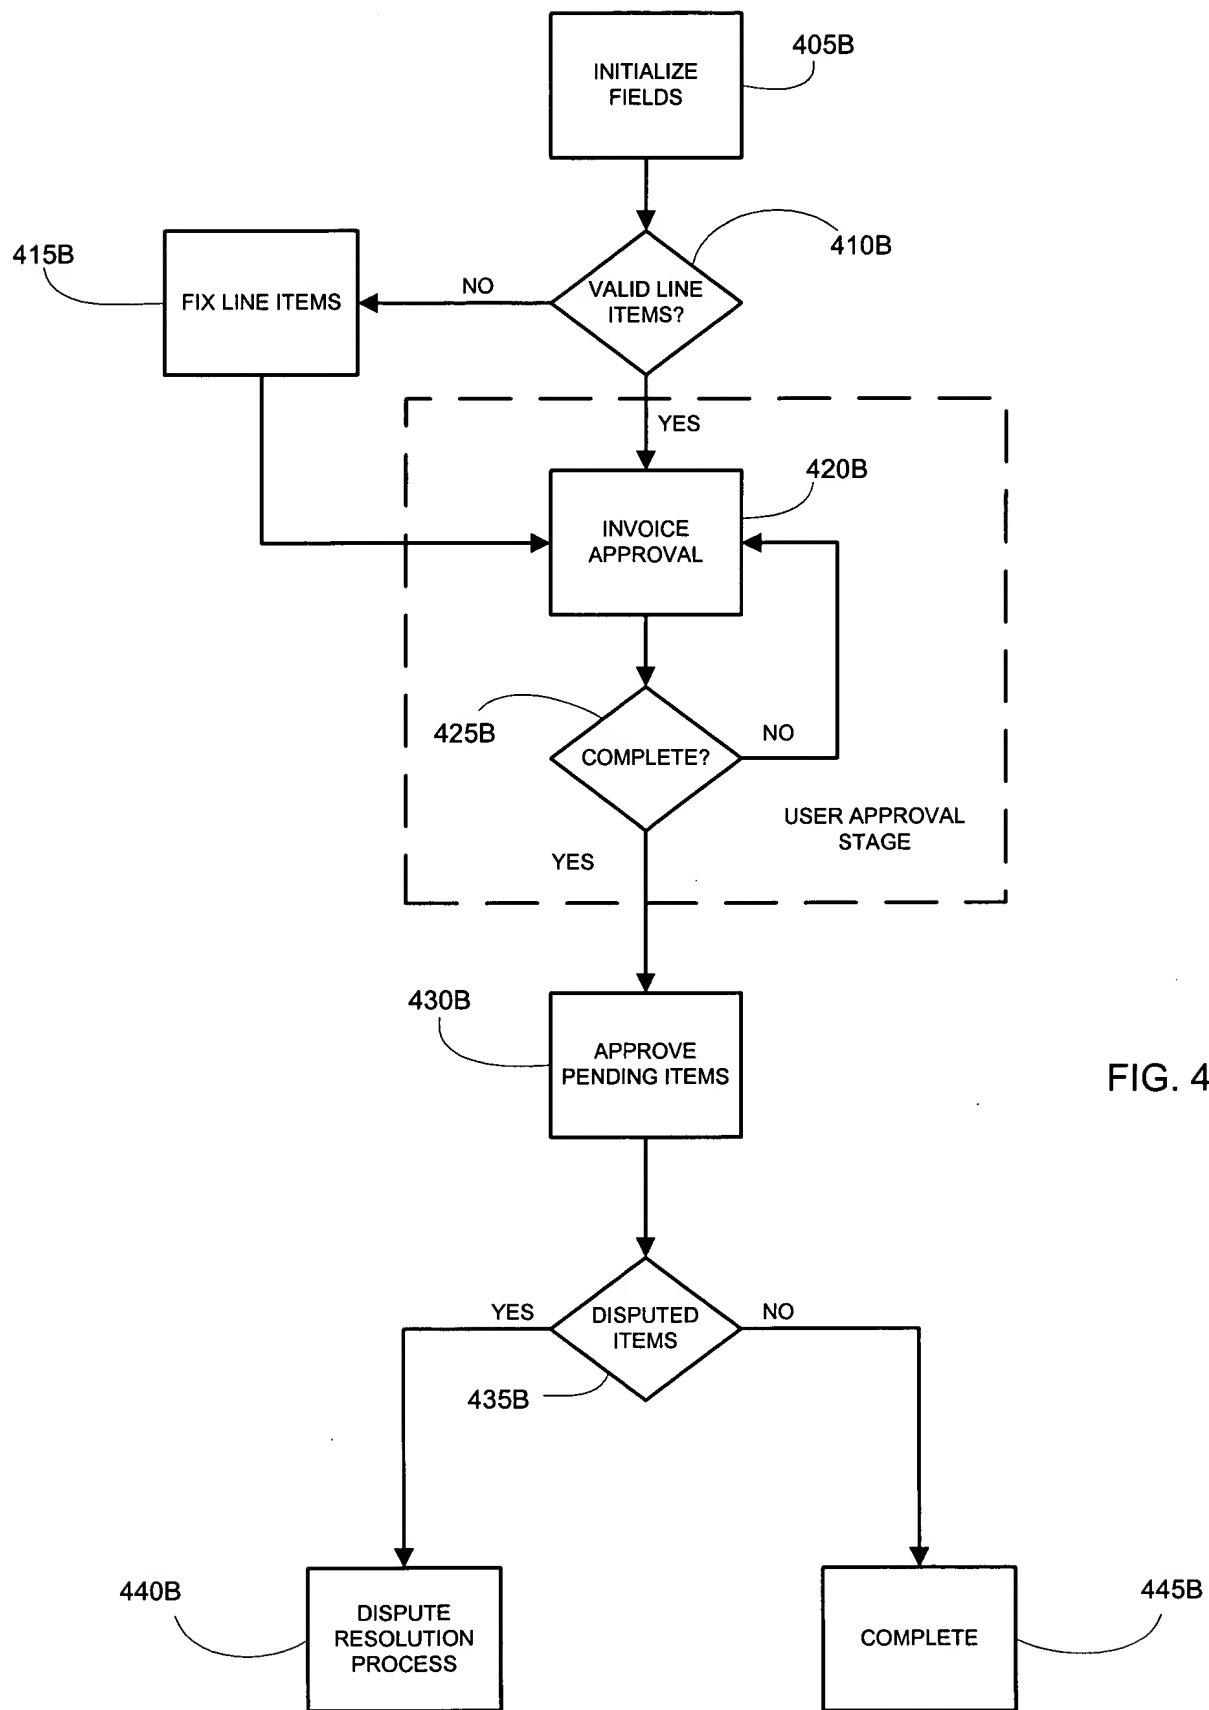 405B
INITIALIZE
FIELDS
410B
415B
VALID LINE
ITEMS?
NO
FIX LINE ITEMS
YES
420B
INVOICE
APPROVAL
425B
COMPLETE?
NO
USER APPROVAL
STAGE
YES
430B
APPROVE
PENDING ITEMS
FIG. 4
YES
DISPUTED
ITEMS
NO
435B
440B
DISPUTE
RESOLUTION
PROCESS
445B
COMPLETE